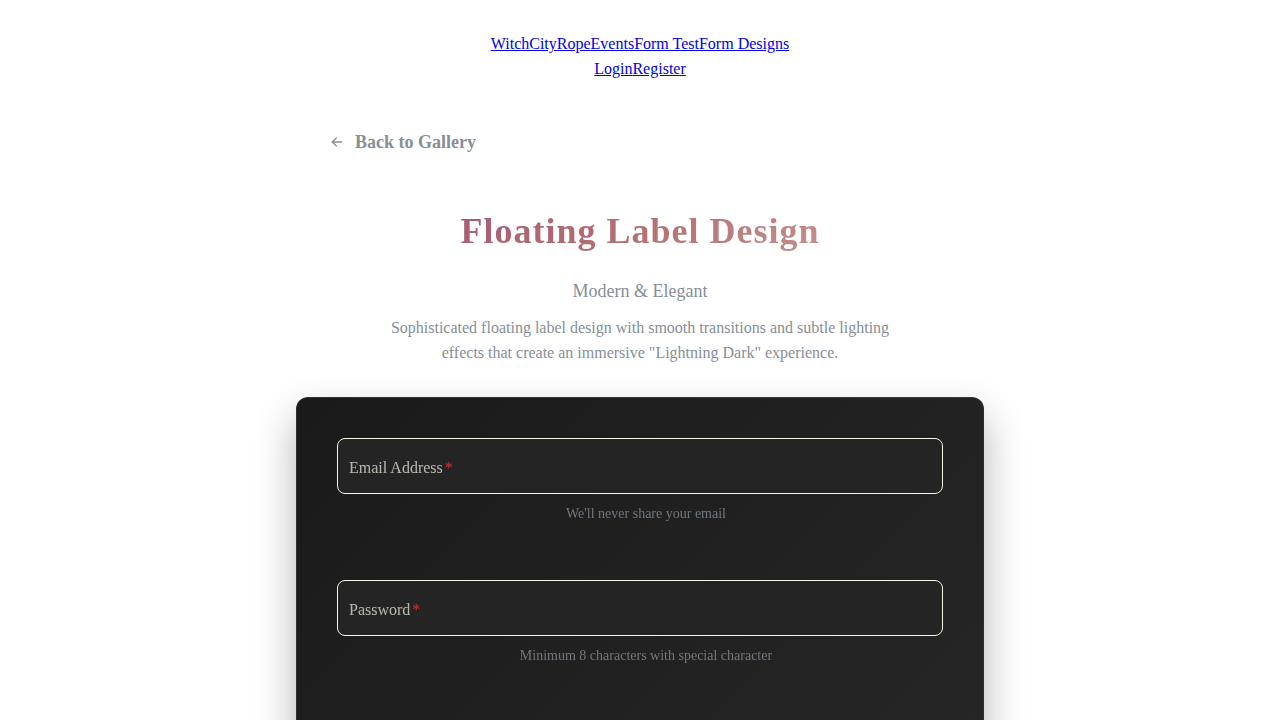 WitchCityRopeEventsForm TestForm Designs
LoginRegister
Back to Gallery
Floating Label Design
Modern & Elegant
Sophisticated floating label design with smooth transitions and subtle lighting
effects that create an immersive "Lightning Dark" experience.
Email Address*
We'll never share your email
Password*
Minimum 8 characters with special character